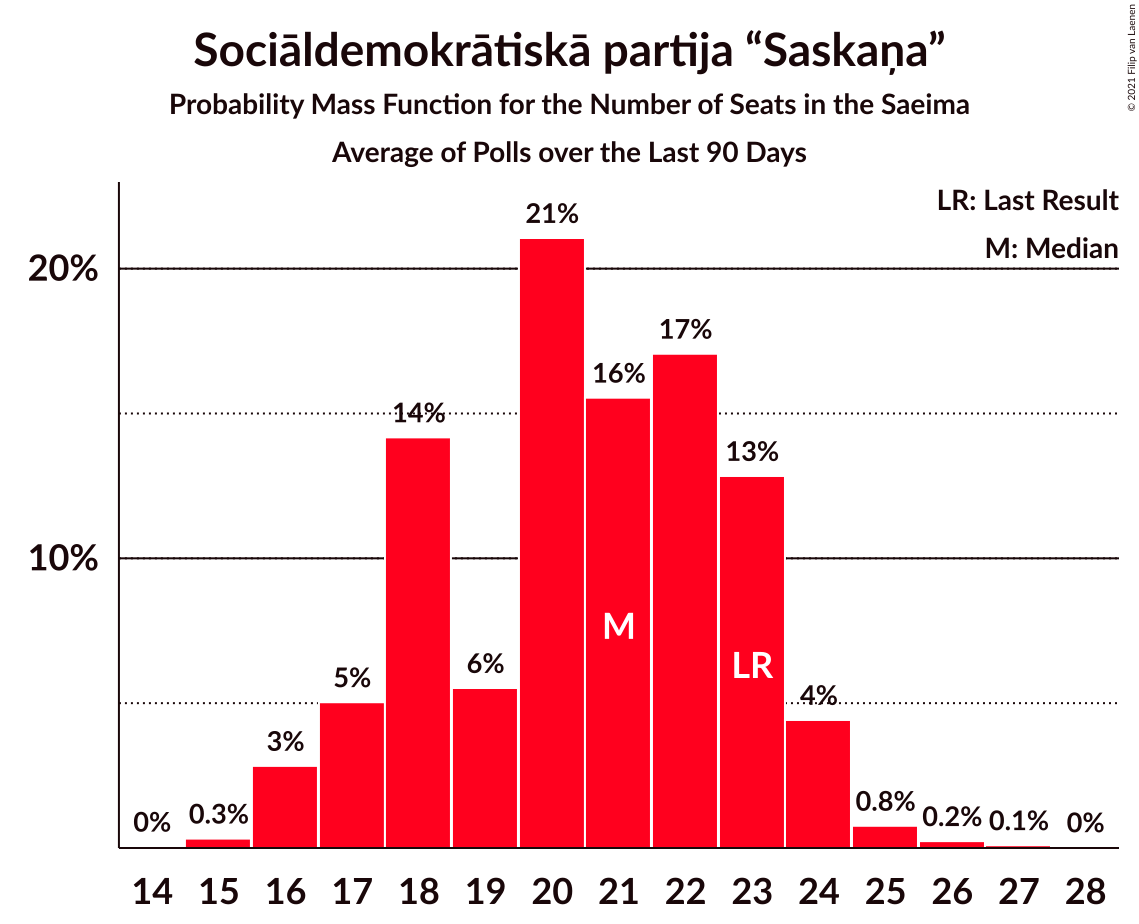 Sociāldemokrātiskā partija “Saskaņa”
Probability Mass Function for the Number of Seats in the Saeima
Average of Polls over the Last 90 Days
© 2021 Filip van Laenen
LR: Last Result
M: Median
20%
10%
0%
0.3%
3%
5%
14%
6%
21%
16%
17%
13%
4%
0.8%
0.2%
0.1%
0%
M
LR
14 15 16 17 18 19 20 21 22 23 24 25 26 27 28